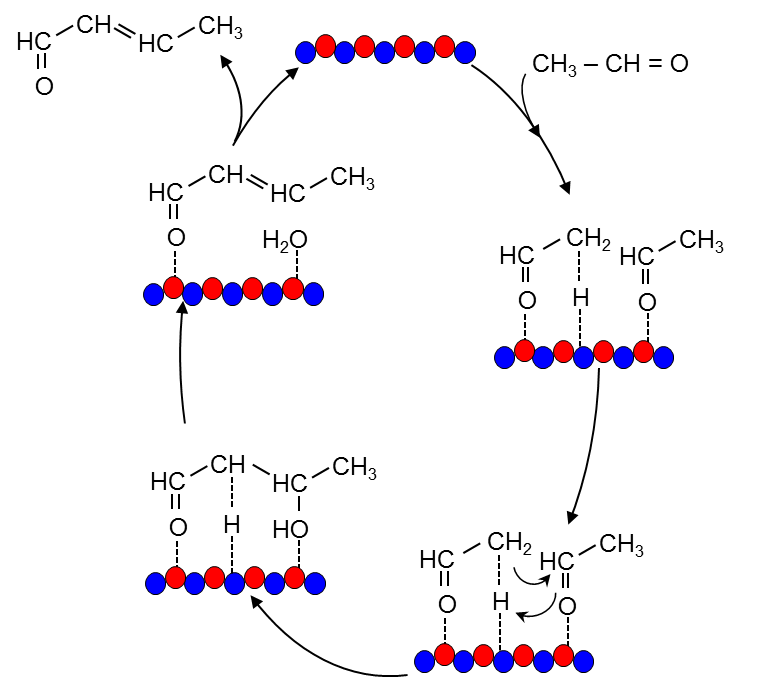 HC CH HC CH₃
O
CH₃ – CH = O
HC CH HC CH₃
O H₂O
HC CH₂ HC CH₃
O H O
HC CH HC CH₃
O H HO
HC CH₂ HC CH₃
O H O